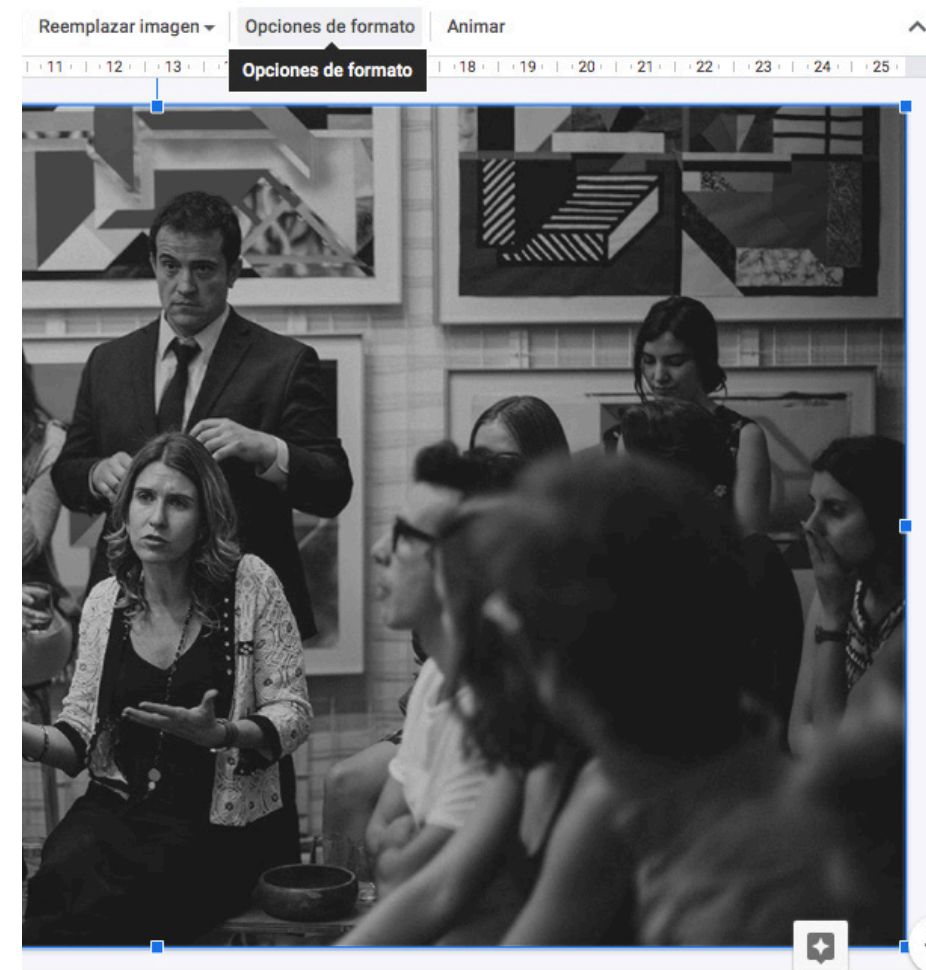 Reemplazar imagen Opciones de formato Animar
Opciones de formato
11 12 13 18 19 20 21 22 23 24 25